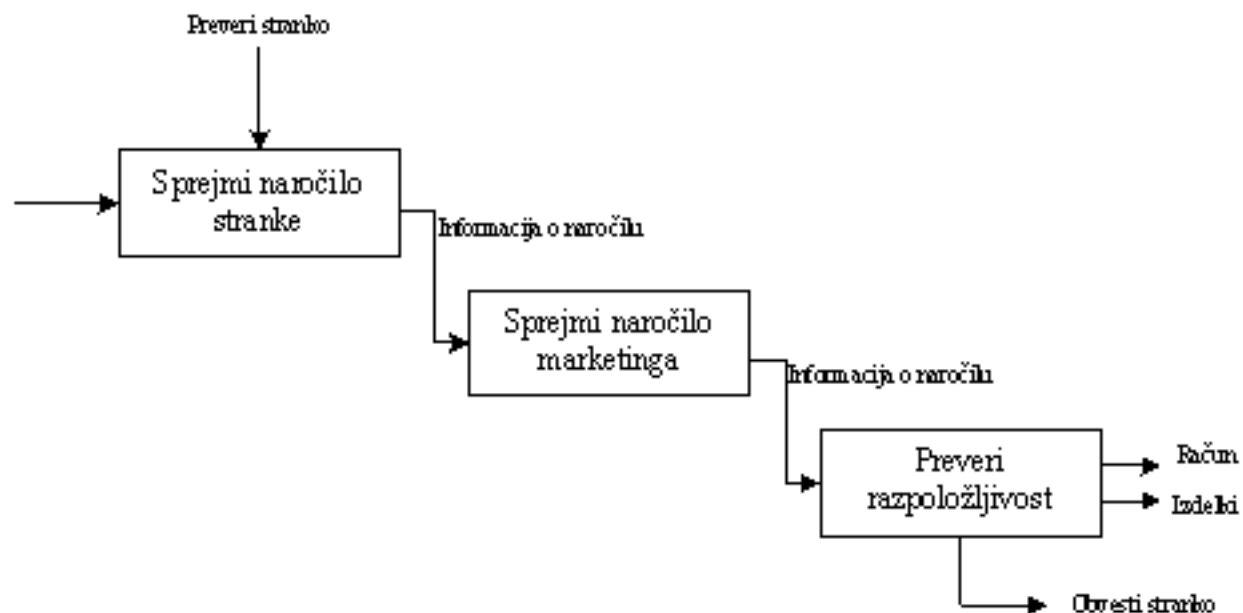 Preveri stranko
Sprejmi naročilo
stranke
Informacija o naročilu
Sprejmi naročilo
marketinga
Informacija o naročilu
Preveri
razpoložljivost
Račun
Izdelki
Obvesti stranko